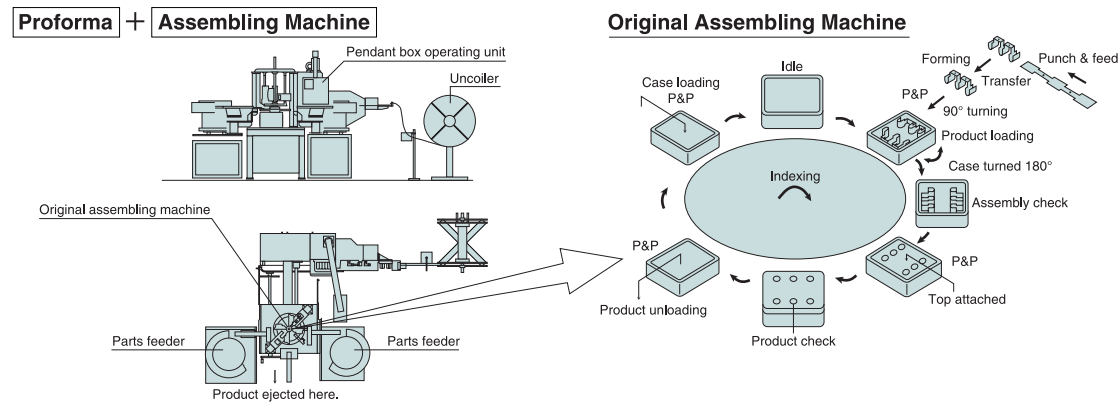 Proforma + Assembling Machine
Pendant box operating unit
Uncoiler
Original assembling machine
Parts feeder
Parts feeder
Product ejected here.
Original Assembling Machine
Idle
Case loading
P&P
Forming
Punch & feed
Transfer
P&P
90° turning
Product loading
Case turned 180°
Indexing
Assembly check
P&P
P&P
Product unloading
Top attached
Product check